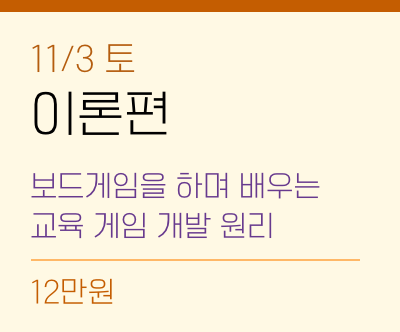 11/3 토
이론편
보드게임을 하며 배우는
교육 게임 개발 원리
12만원